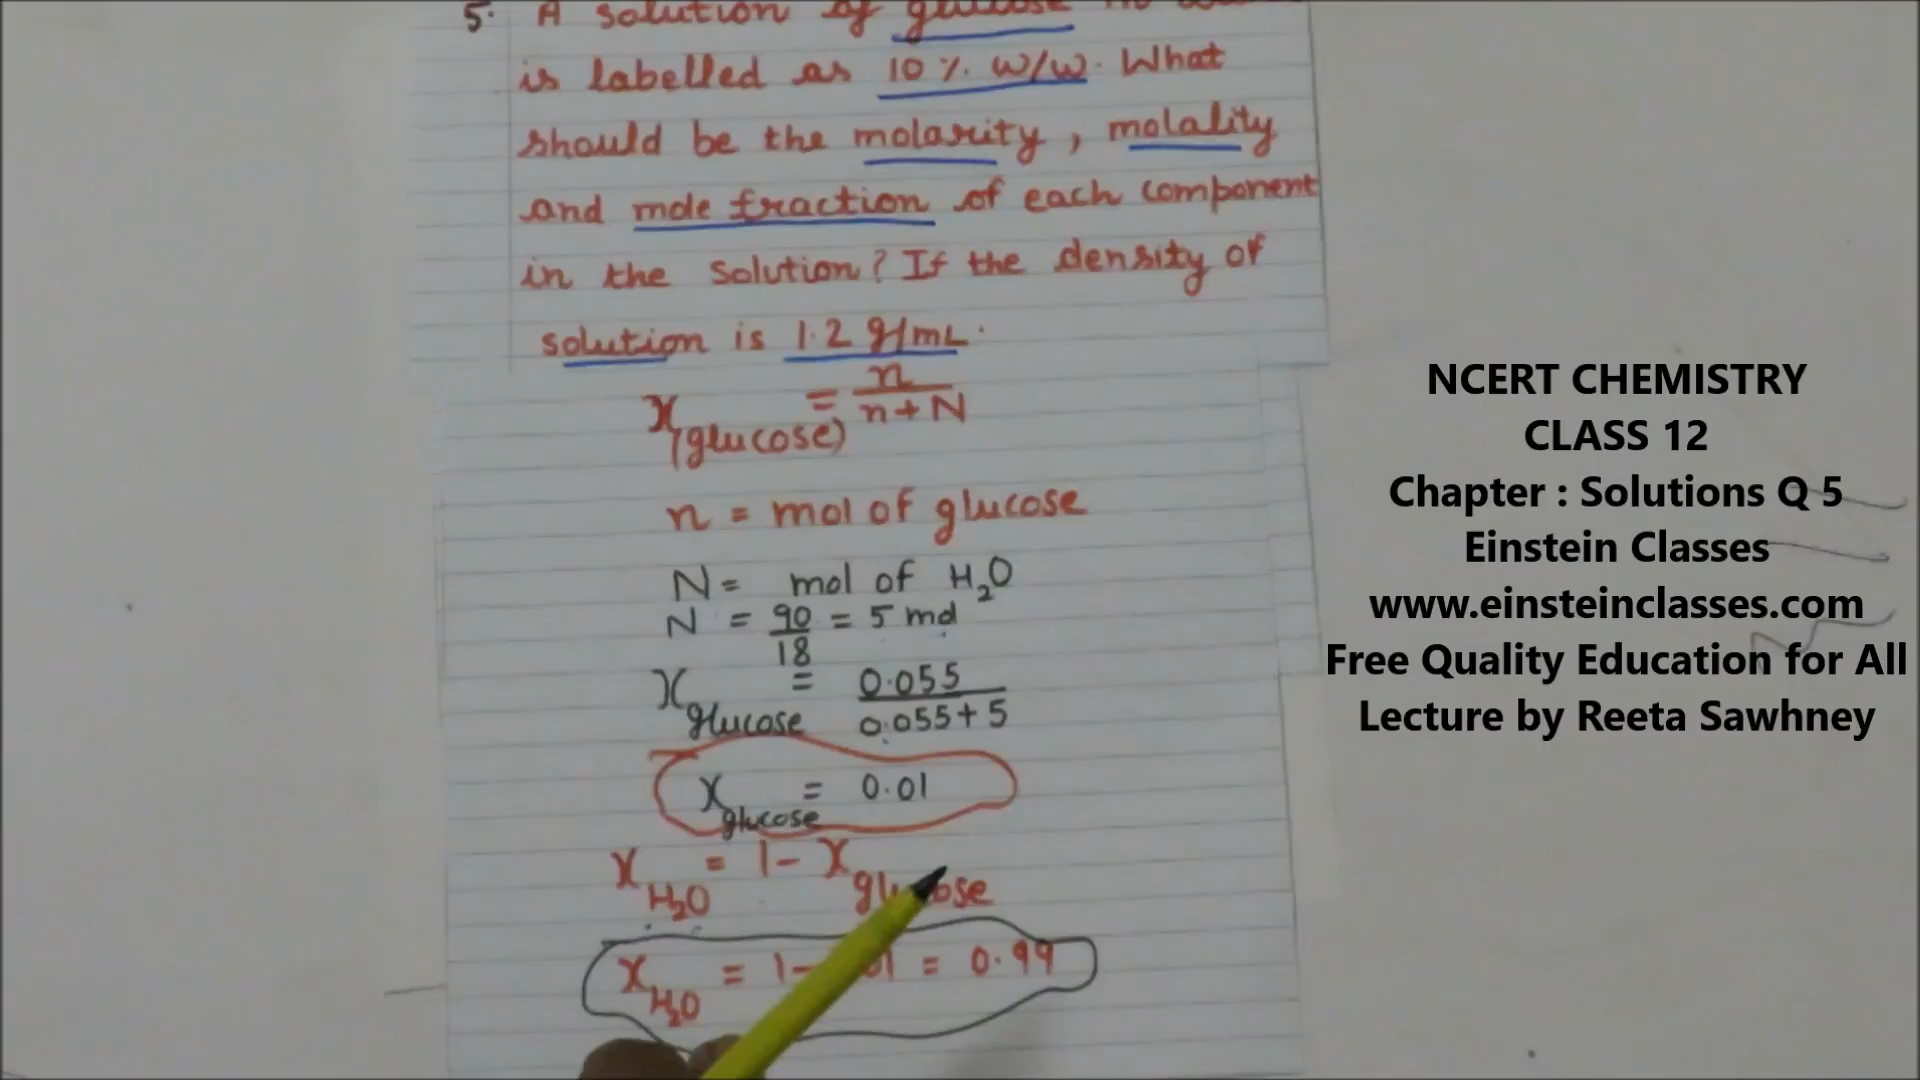 5. A solution of glucose in
is labelled as 10 % w/w. What
should be the molarity, molality
and mole fraction of each component
in the solution? If the density of
solution is 1.2 g/mL.
x(glucose) = n/n+N
n = mol of glucose
N = mol of H2O
N = 90/18 = 5 mol
x glucose = 0.055/0.055+5
x glucose = 0.01
x H2O = 1- x glucose
x H2O = 1- 01 = 0.99
NCERT CHEMISTRY
CLASS 12
Chapter : Solutions Q 5
Einstein Classes
www.einsteinclasses.com
Free Quality Education for All
Lecture by Reeta Sawhney